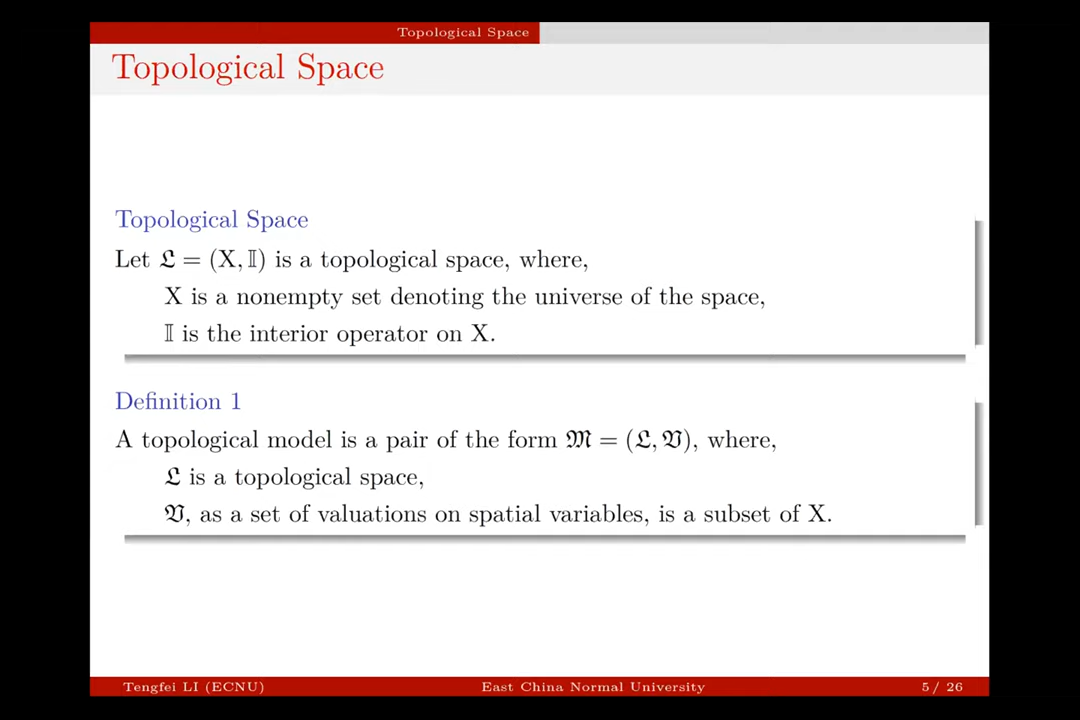 Topological Space
Topological Space
Topological Space
Let 𝔏 = (X, 𝕀) is a topological space, where,
X is a nonempty set denoting the universe of the space,
𝕀 is the interior operator on X.
Definition 1
A topological model is a pair of the form 𝔐 = (𝔏, 𝔙), where,
𝔏 is a topological space,
𝔙, as a set of valuations on spatial variables, is a subset of X.
Tengfei LI (ECNU) East China Normal University 5 / 26